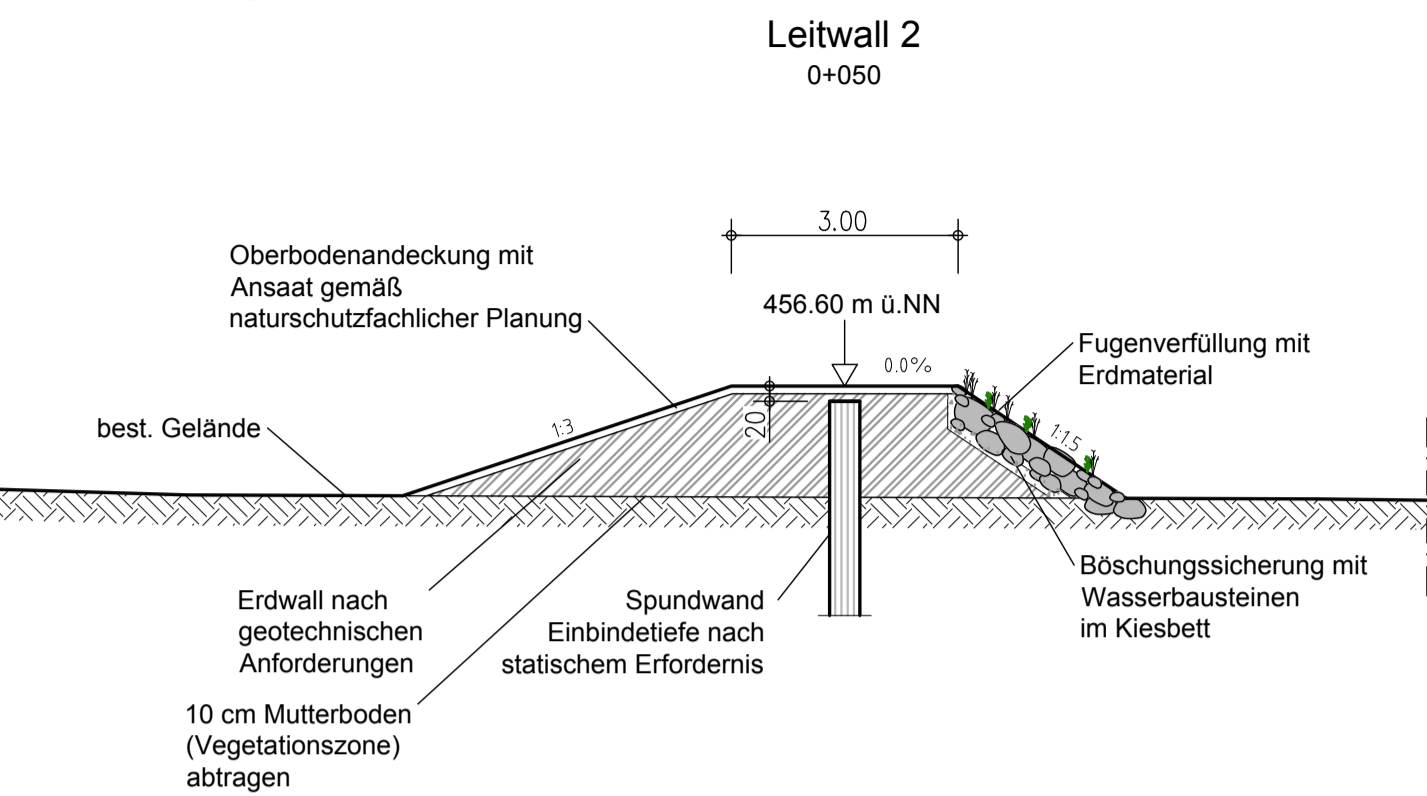 Leitwall 2
0+050
3.00
Oberbodenandeckung mit
Ansaat gemäß
naturschutzfachlicher Planung
456.60 m ü.NN
0.0%
Fugenverfüllung mit
Erdmaterial
best. Gelände
1:3
20
1:1.5
Erdwall nach
geotechnischen
Anforderungen
Spundwand
Einbindetiefe nach
statischem Erfordernis
Böschungssicherung mit
Wasserbausteinen
im Kiesbett
10 cm Mutterboden
(Vegetationszone)
abtragen